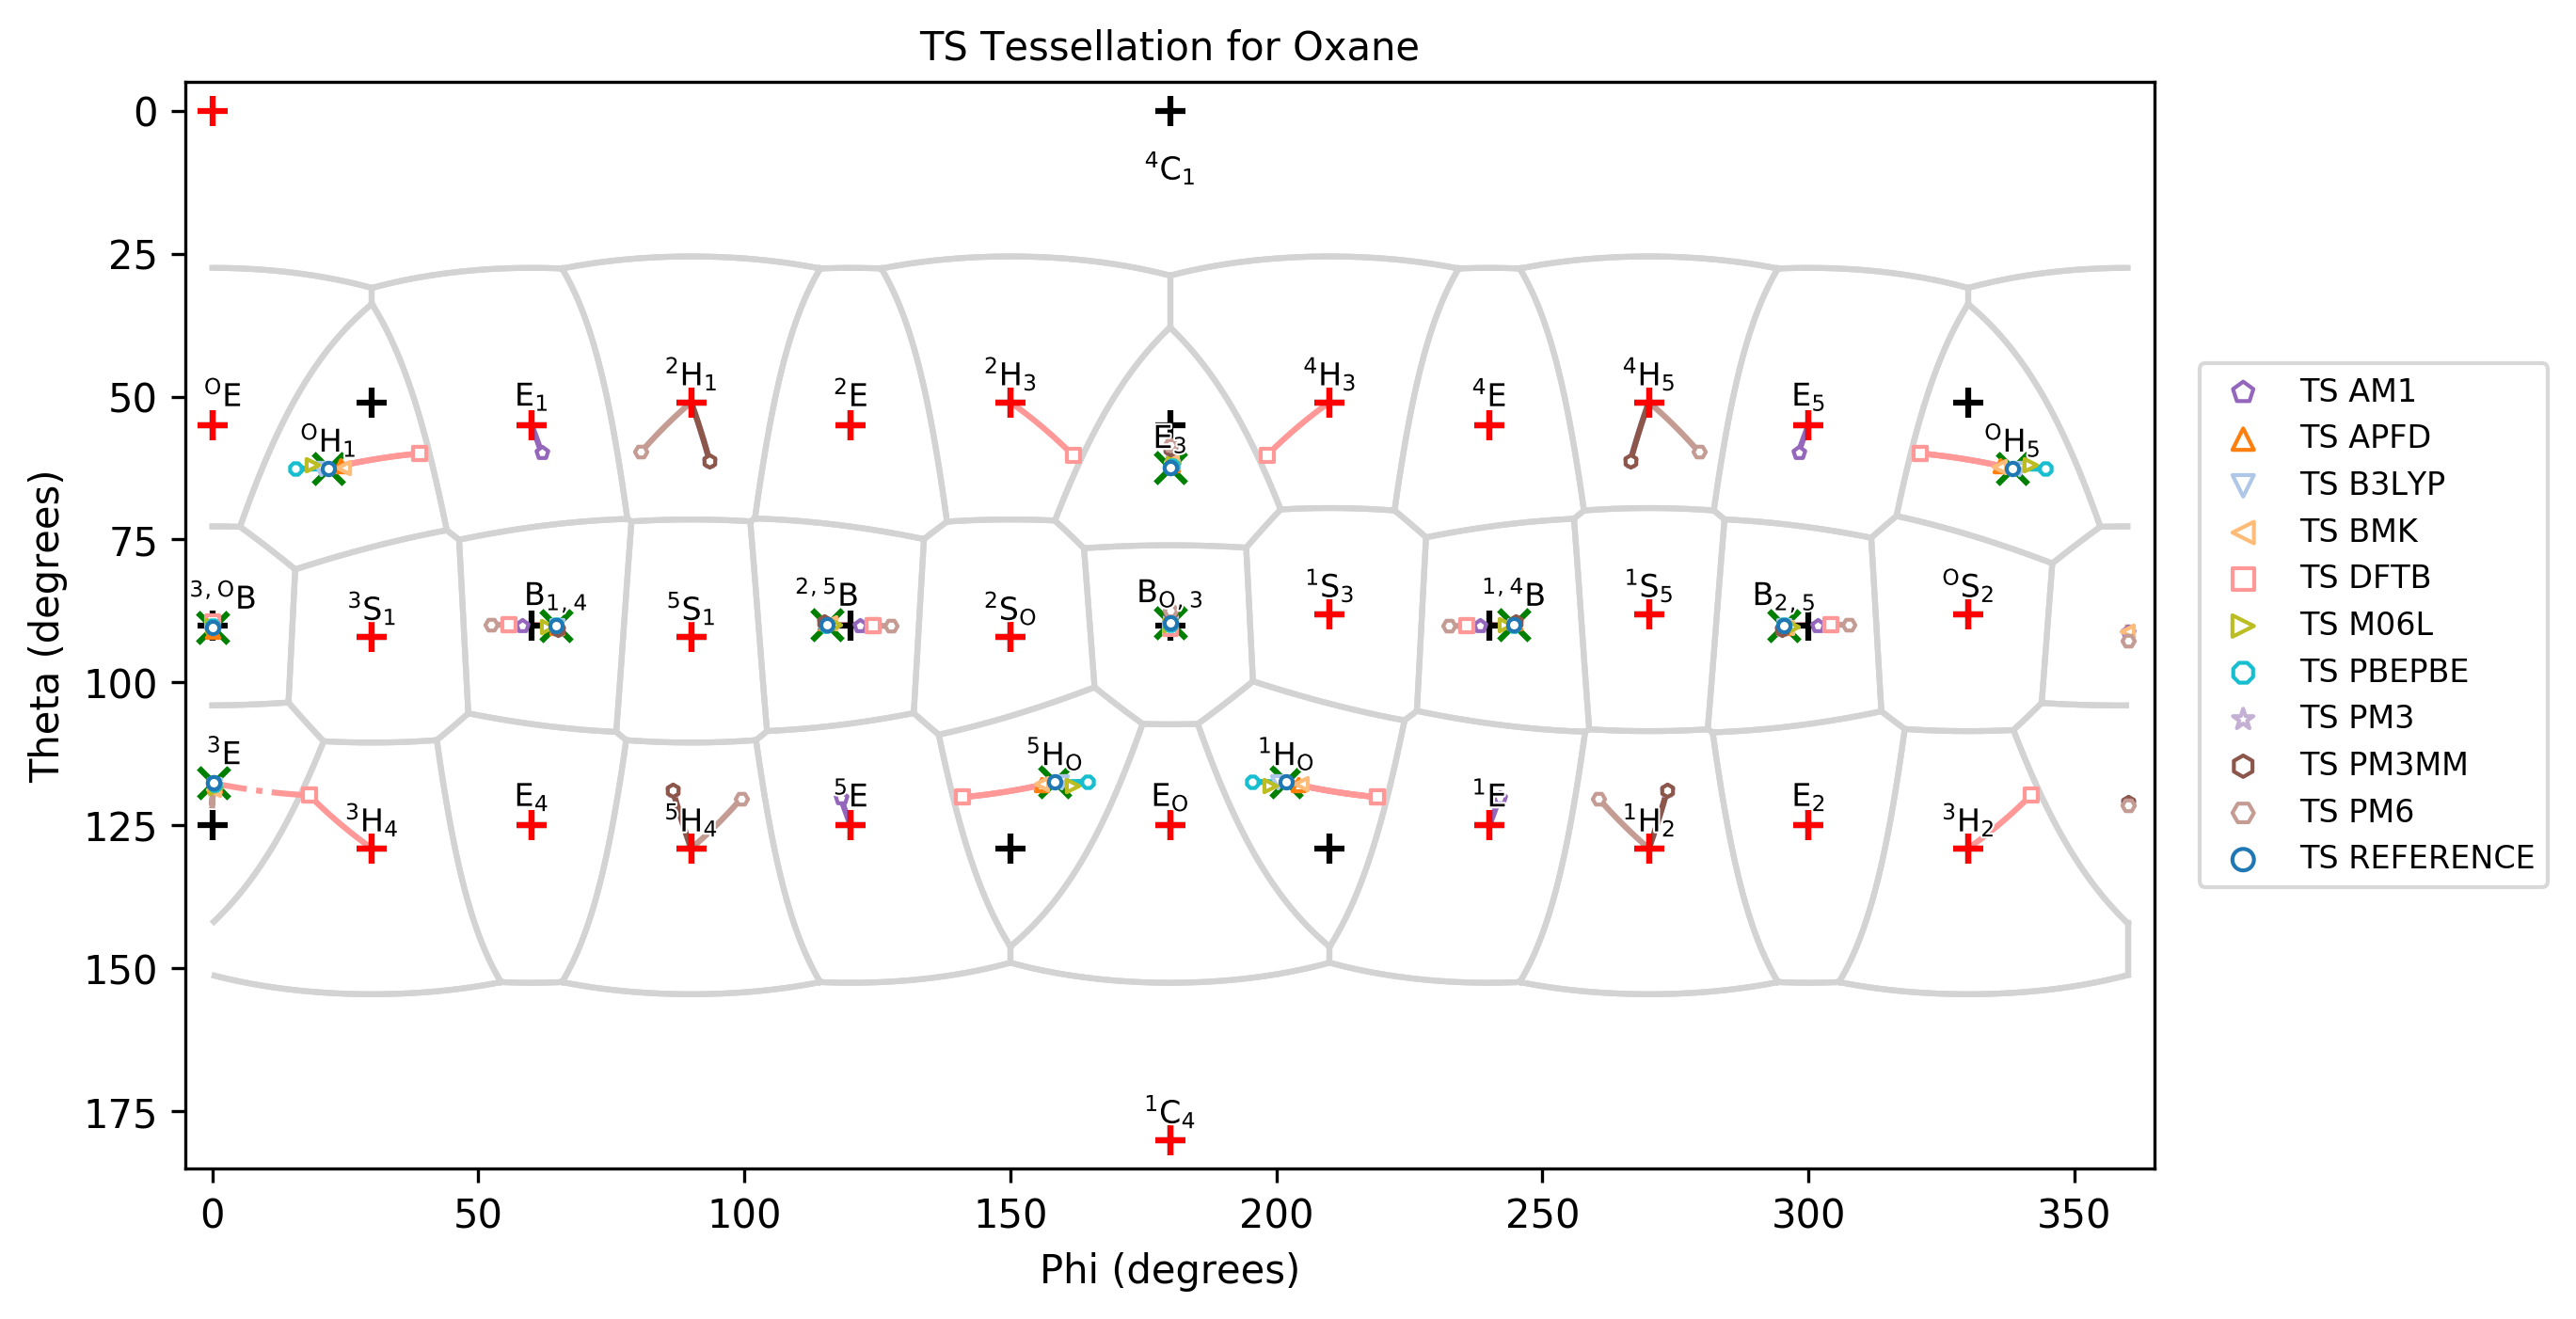 TS Tessellation for Oxane
Theta (degrees)
0
25
50
75
100
125
150
175
⁴C₁
ᴼE
ᴼH₁
E₁
²H₁
²E
²H₃
E₃
⁴H₃
⁴E
⁴H₅
E₅
ᴼH₅
³,ᴼB
³S₁
B₁,₄
⁵S₁
²,⁵B
²Sₒ
Bₒ,₃
¹S₃
¹,⁴B
¹S₅
B₂,₅
ᴼS₂
³E
³H₄
E₄
⁵H₄
⁵E
⁵Hₒ
Eₒ
¹Hₒ
¹E
¹H₂
E₂
³H₂
¹C₄
0 50 100 150 200 250 300 350
Phi (degrees)
TS AM1
TS APFD
TS B3LYP
TS BMK
TS DFTB
TS M06L
TS PBEPBE
TS PM3
TS PM3MM
TS PM6
TS REFERENCE